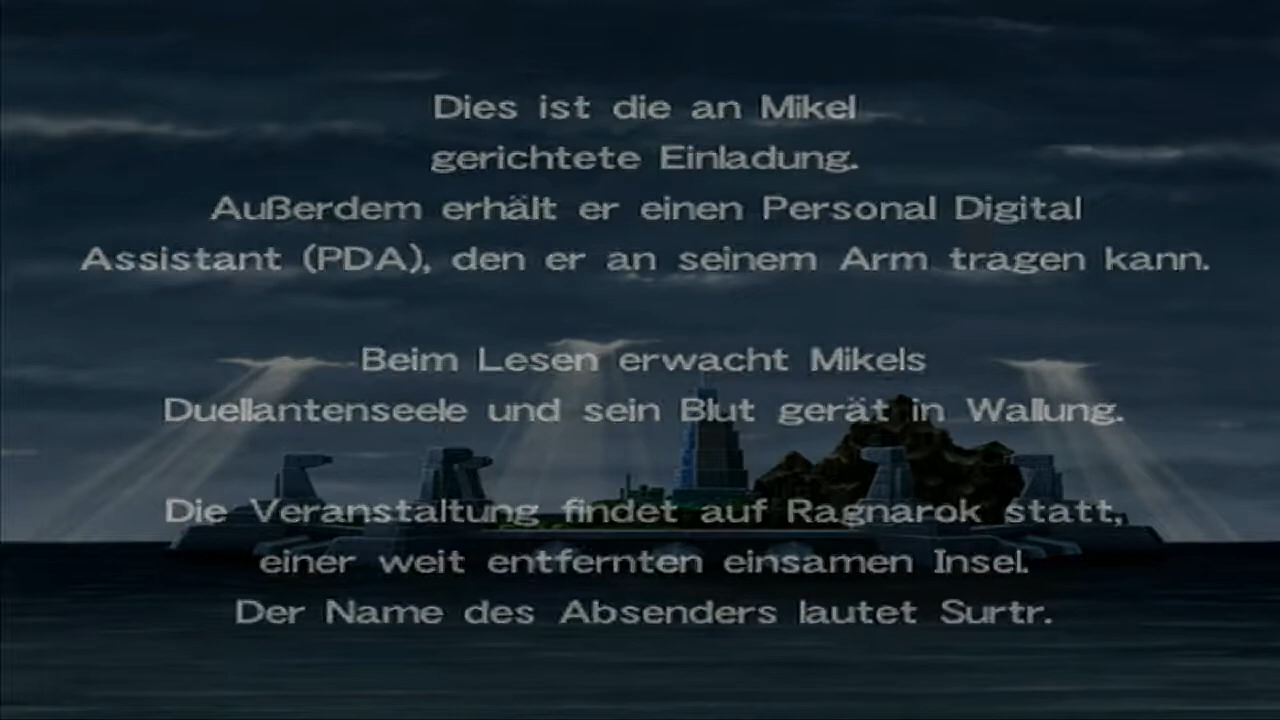 Dies ist die an Mikel
gerichtete Einladung.
Außerdem erhält er einen Personal Digital
Assistant (PDA), den er an seinem Arm tragen kann.
Beim Lesen erwacht Mikels
Duellantenseele und sein Blut gerät in Wallung.
Die Veranstaltung findet auf Ragnarok statt,
einer weit entfernten einsamen Insel.
Der Name des Absenders lautet Surtr.